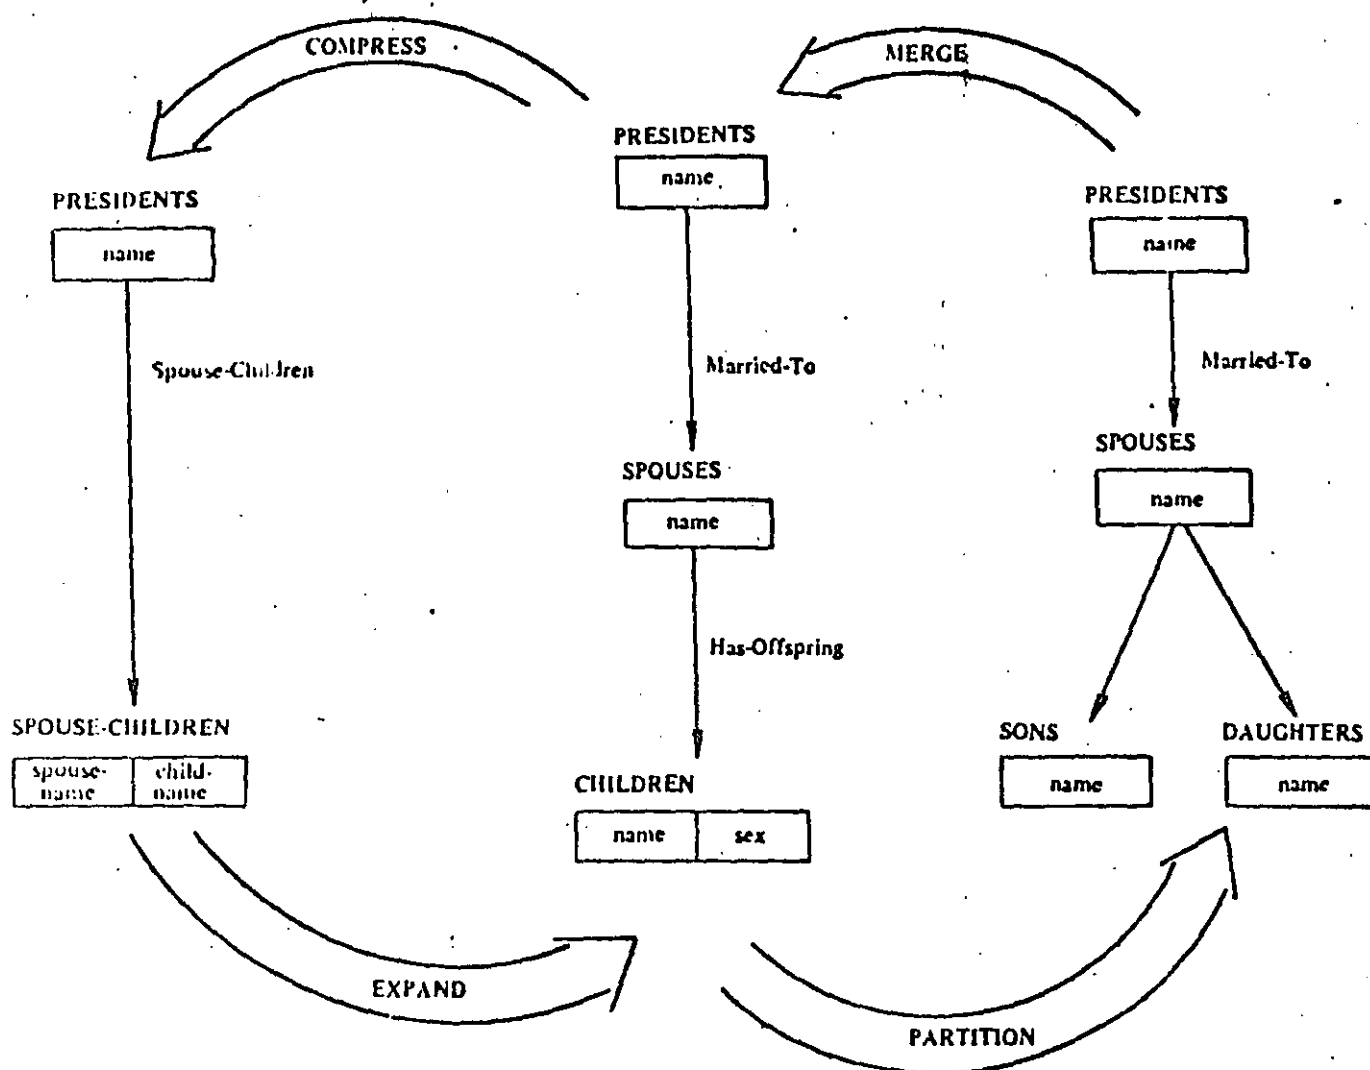 COMPRESS
MERGE
PRESIDENTS
name
Spouse-Children
SPOUSE-CHILDREN
spouse-
name
child-
name
PRESIDENTS
name
Married-To
SPOUSES
name
Has-Offspring
CHILDREN
name
sex
PRESIDENTS
name
Married-To
SPOUSES
name
SONS
name
DAUGHTERS
name
EXPAND
PARTITION